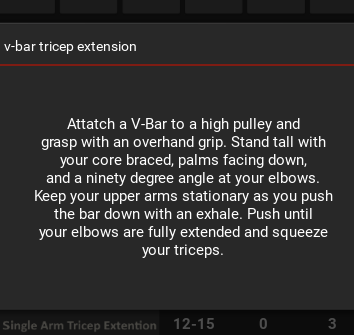 v-bar tricep extension
Attatch a V-Bar to a high pulley and
grasp with an overhand grip. Stand tall with
your core braced, palms facing down,
and a ninety degree angle at your elbows.
Keep your upper arms stationary as you push
the bar down with an exhale. Push until
your elbows are fully extended and squeeze
your triceps.
Single Arm Tricep Extention 12-15 0 3